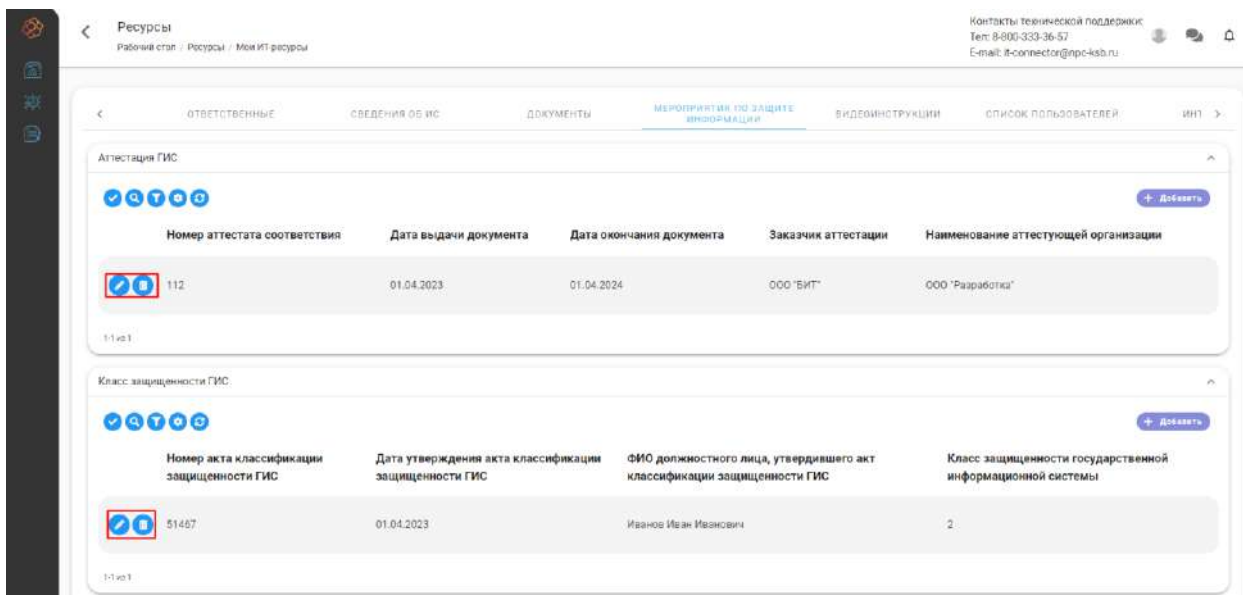 Ресурсы
Рабочий стол / Ресурсы / Мои ИТ-ресурсы
Контакты технической поддержки:
Тел: 8-800-333-36-57
E-mail: it-connector@npc-ksb.ru
ОТВЕТСТВЕННЫЕ СВЕДЕНИЯ ОБ ИС ДОКУМЕНТЫ МЕРОПРИЯТИЯ ПО ЗАЩИТЕ ИНФОРМАЦИИ ВИДЕОИНСТРУКЦИИ СПИСОК ПОЛЬЗОВАТЕЛЕЙ ИНТ
Аттестация ГИС
+ Добавить
Номер аттестата соответствия Дата выдачи документа Дата окончания документа Заказчик аттестации Наименование аттестующей организации
112 01.04.2023 01.04.2024 ООО "БИТ" ООО "Разработка"
1-1 из 1
Класс защищенности ГИС
+ Добавить
Номер акта классификации защищенности ГИС Дата утверждения акта классификации защищенности ГИС ФИО должностного лица, утвердившего акт классификации защищенности ГИС Класс защищенности государственной информационной системы
51467 01.04.2023 Иванов Иван Иванович 2
1-1 из 1